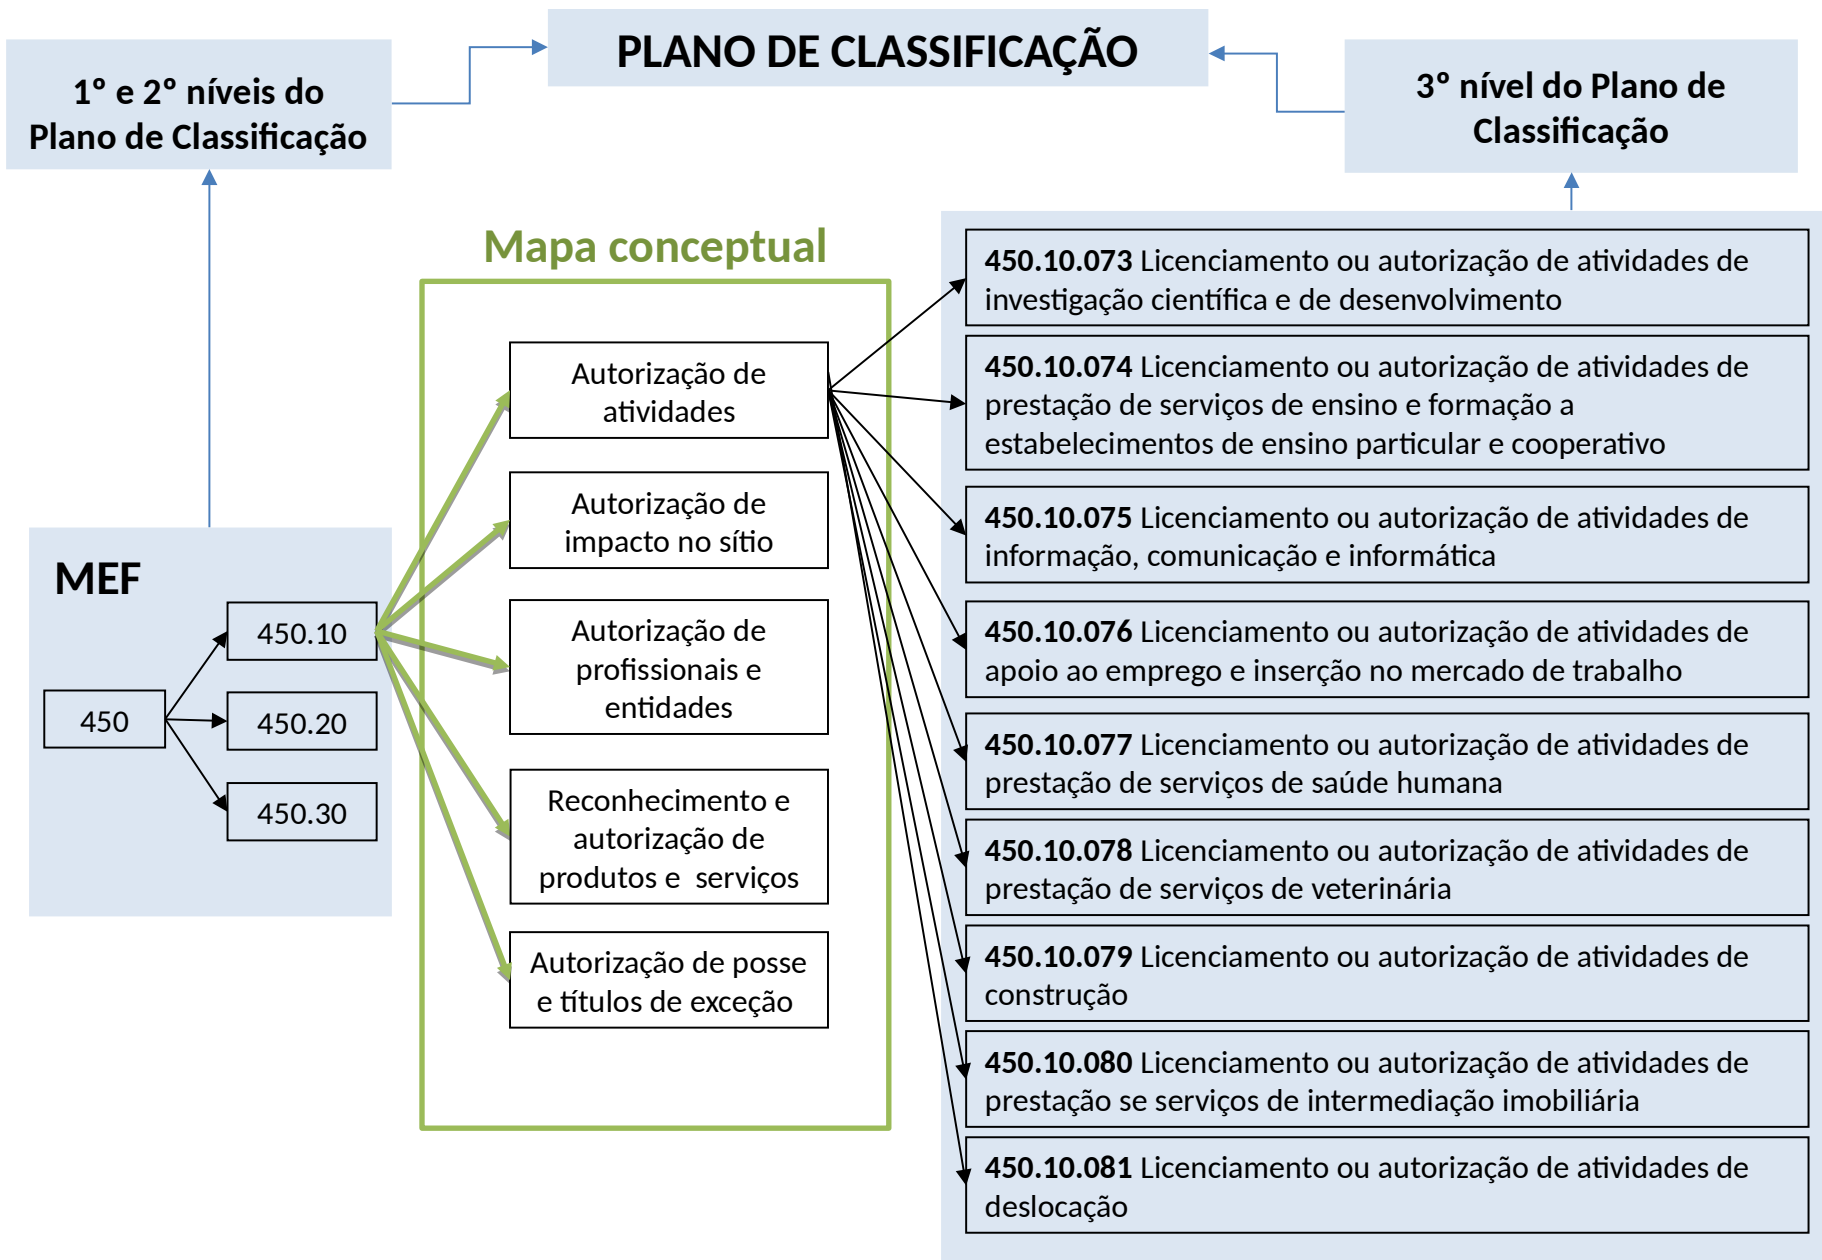 PLANO DE CLASSIFICAÇÃO
1º e 2º níveis do
Plano de Classificação
3º nível do Plano de
Classificação
Mapa conceptual
MEF
450
450.10
450.20
450.30
Autorização de
atividades
Autorização de
impacto no sítio
Autorização de
profissionais e
entidades
Reconhecimento e
autorização de
produtos e  serviços
Autorização de posse
e títulos de exceção
450.10.073 Licenciamento ou autorização de atividades de
investigação científica e de desenvolvimento
450.10.074 Licenciamento ou autorização de atividades de
prestação de serviços de ensino e formação a
estabelecimentos de ensino particular e cooperativo
450.10.075 Licenciamento ou autorização de atividades de
informação, comunicação e informática
450.10.076 Licenciamento ou autorização de atividades de
apoio ao emprego e inserção no mercado de trabalho
450.10.077 Licenciamento ou autorização de atividades de
prestação de serviços de saúde humana
450.10.078 Licenciamento ou autorização de atividades de
prestação de serviços de veterinária
450.10.079 Licenciamento ou autorização de atividades de
construção
450.10.080 Licenciamento ou autorização de atividades de
prestação se serviços de intermediação imobiliária
450.10.081 Licenciamento ou autorização de atividades de
deslocação